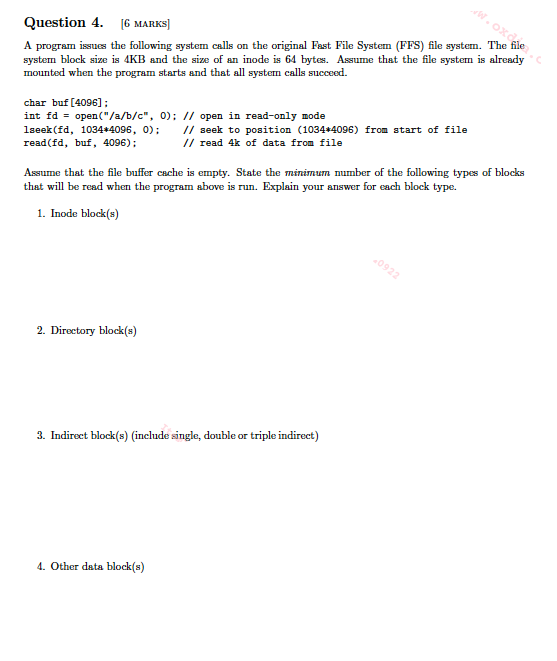 Question 4. [6 MARKS]
A program issues the following system calls on the original Fast File System (FFS) file system. The file
system block size is 4KB and the size of an inode is 64 bytes. Assume that the file system is already
mounted when the program starts and that all system calls succeed.
char buf[4096];
int fd = open("/a/b/c", 0); // open in read-only mode
lseek(fd, 1034*4096, 0); // seek to position (1034*4096) from start of file
read(fd, buf, 4096); // read 4k of data from file
Assume that the file buffer cache is empty. State the minimum number of the following types of blocks
that will be read when the program above is run. Explain your answer for each block type.
1. Inode block(s)
2. Directory block(s)
3. Indirect block(s) (include single, double or triple indirect)
4. Other data block(s)